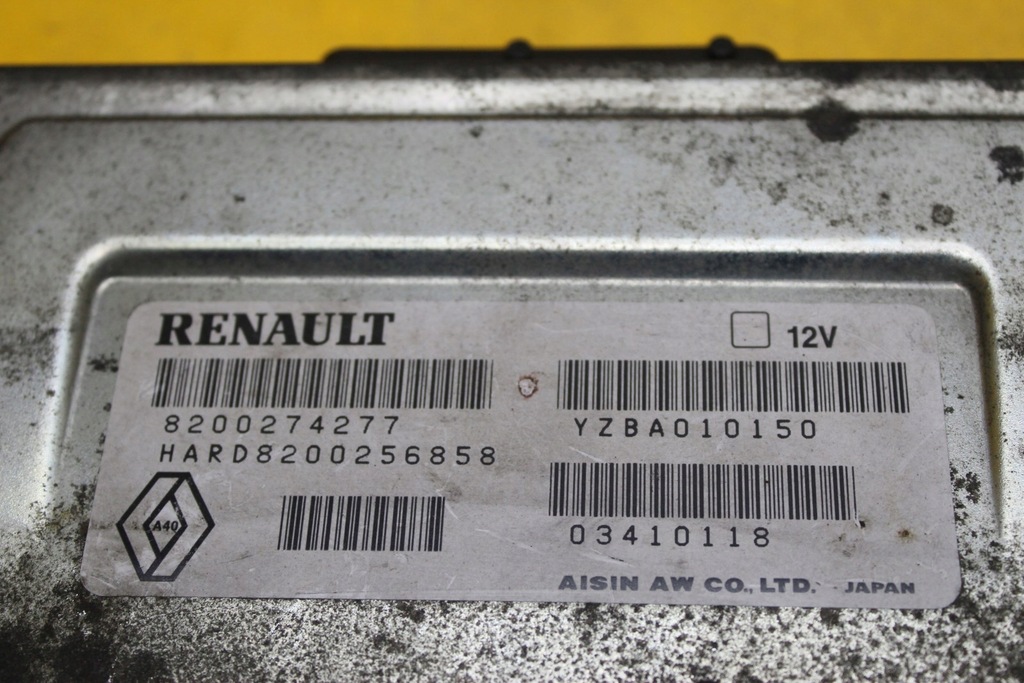 RENAULT
12V
8200274277
YZBA010150
HARD8200256858
03410118
A40
AISIN AW CO., LTD. JAPAN